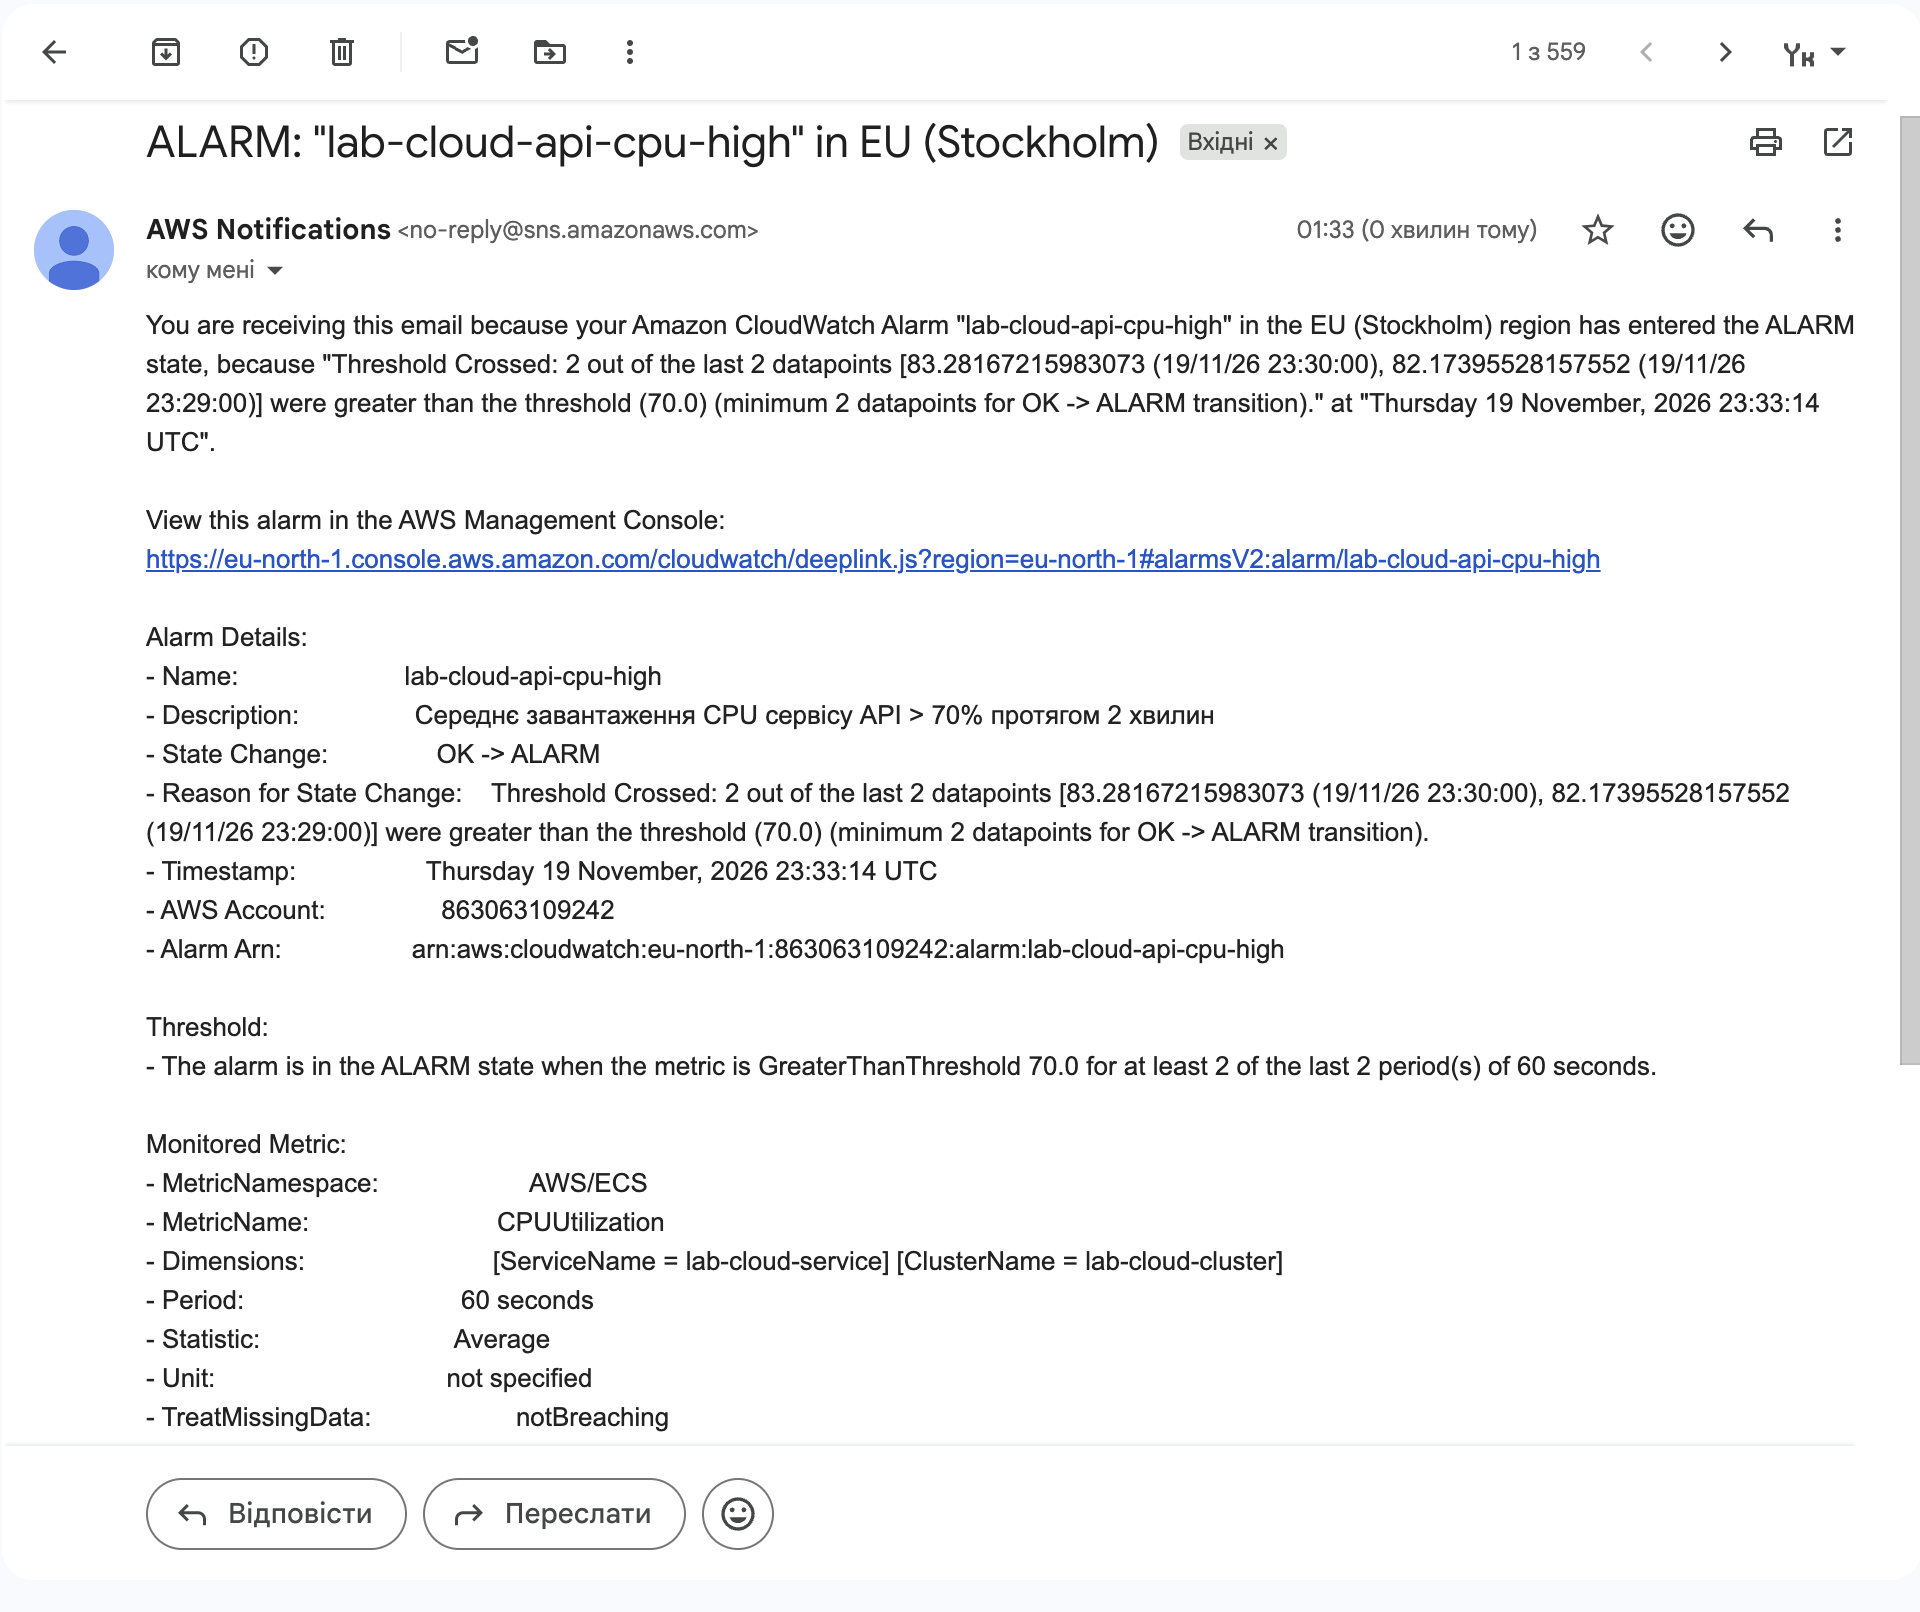 1 з 559
Ук
ALARM: "lab-cloud-api-cpu-high" in EU (Stockholm) Вхідні ×
AWS Notifications <no-reply@sns.amazonaws.com> 01:33 (0 хвилин тому)
кому мені
You are receiving this email because your Amazon CloudWatch Alarm "lab-cloud-api-cpu-high" in the EU (Stockholm) region has entered the ALARM
state, because "Threshold Crossed: 2 out of the last 2 datapoints [83.28167215983073 (19/11/26 23:30:00), 82.17395528157552 (19/11/26
23:29:00)] were greater than the threshold (70.0) (minimum 2 datapoints for OK -> ALARM transition)." at "Thursday 19 November, 2026 23:33:14
UTC".
View this alarm in the AWS Management Console:
https://eu-north-1.console.aws.amazon.com/cloudwatch/deeplink.js?region=eu-north-1#alarmsV2:alarm/lab-cloud-api-cpu-high
Alarm Details:
- Name: lab-cloud-api-cpu-high
- Description: Середнє завантаження CPU сервісу API > 70% протягом 2 хвилин
- State Change: OK -> ALARM
- Reason for State Change: Threshold Crossed: 2 out of the last 2 datapoints [83.28167215983073 (19/11/26 23:30:00), 82.17395528157552
(19/11/26 23:29:00)] were greater than the threshold (70.0) (minimum 2 datapoints for OK -> ALARM transition).
- Timestamp: Thursday 19 November, 2026 23:33:14 UTC
- AWS Account: 863063109242
- Alarm Arn: arn:aws:cloudwatch:eu-north-1:863063109242:alarm:lab-cloud-api-cpu-high
Threshold:
- The alarm is in the ALARM state when the metric is GreaterThanThreshold 70.0 for at least 2 of the last 2 period(s) of 60 seconds.
Monitored Metric:
- MetricNamespace: AWS/ECS
- MetricName: CPUUtilization
- Dimensions: [ServiceName = lab-cloud-service] [ClusterName = lab-cloud-cluster]
- Period: 60 seconds
- Statistic: Average
- Unit: not specified
- TreatMissingData: notBreaching
Відповісти
Переслати